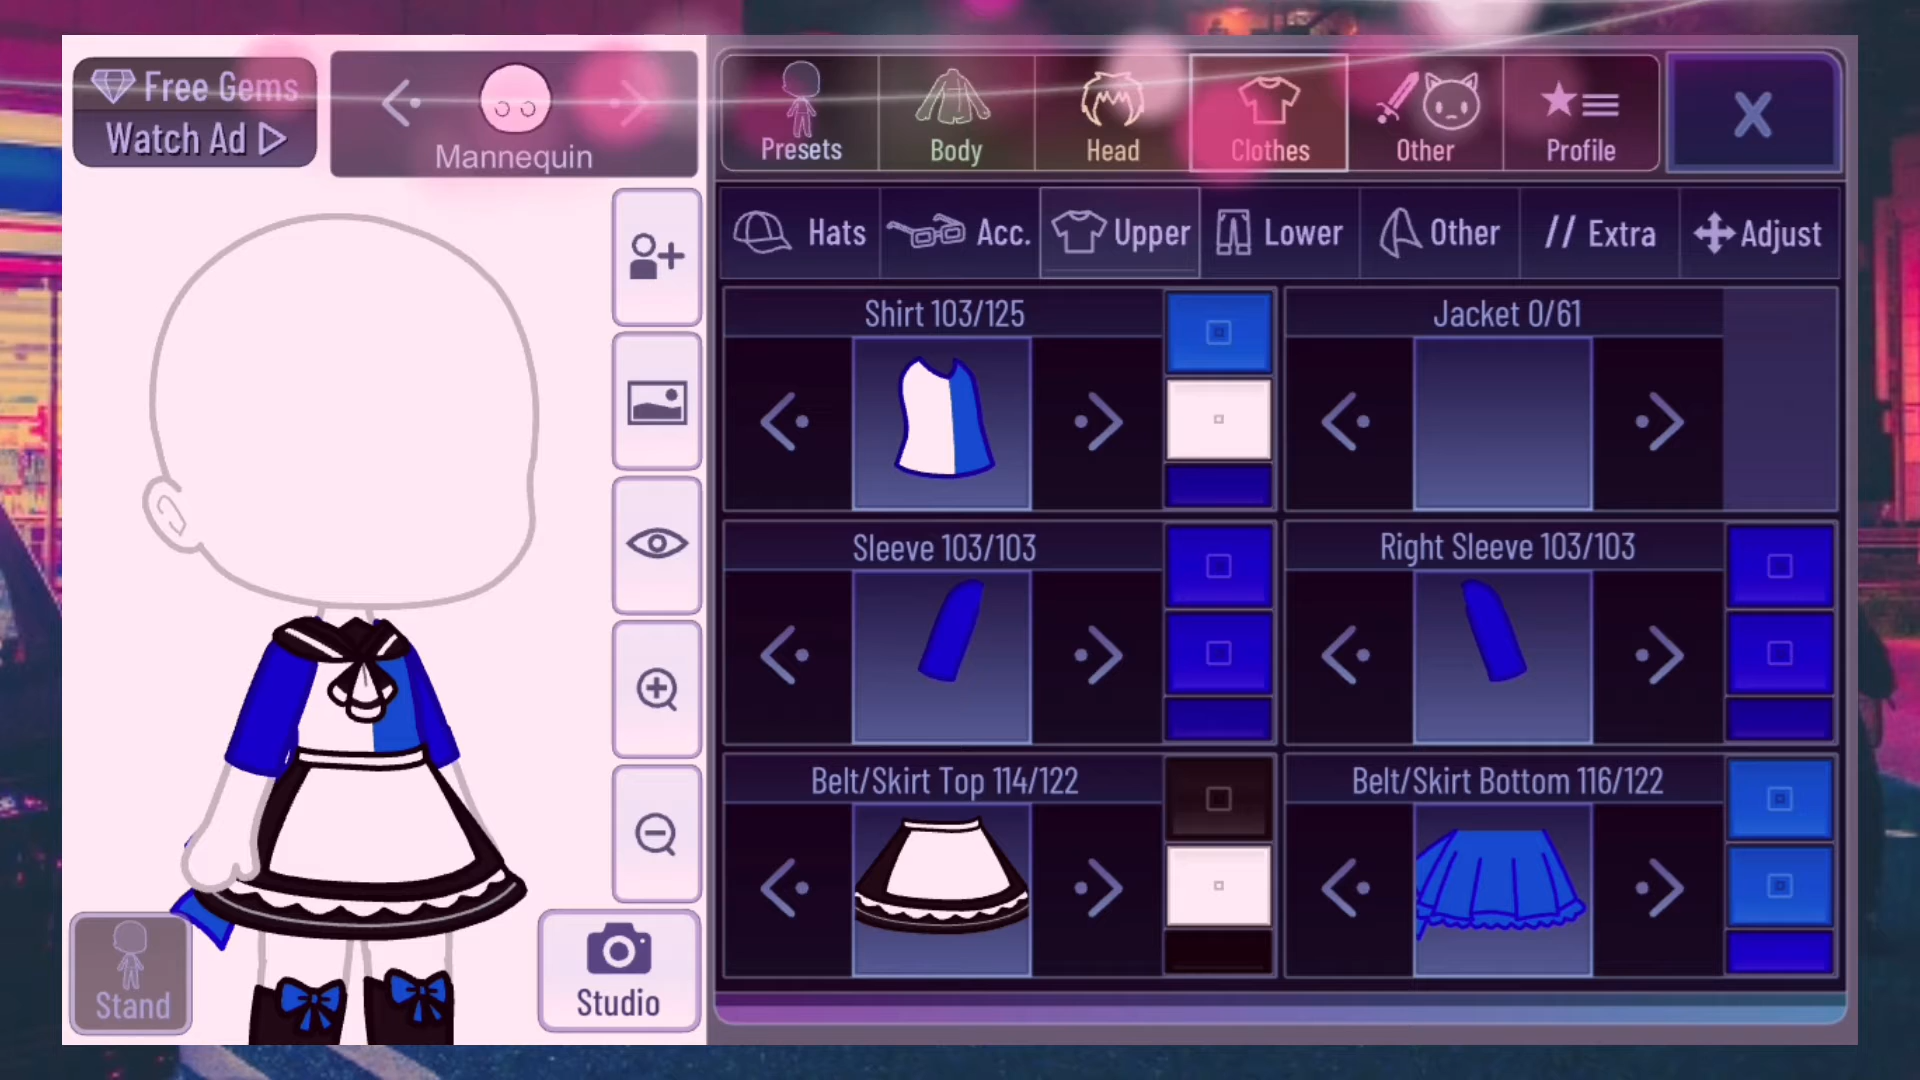 Free Gems
Watch Ad
Mannequin
Presets
Body
Head
Clothes
Other
Profile
X
Hats
Acc.
Upper
Lower
Other
Extra
Adjust
Shirt 103/125
Jacket 0/61
Sleeve 103/103
Right Sleeve 103/103
Belt/Skirt Top 114/122
Belt/Skirt Bottom 116/122
Stand
Studio